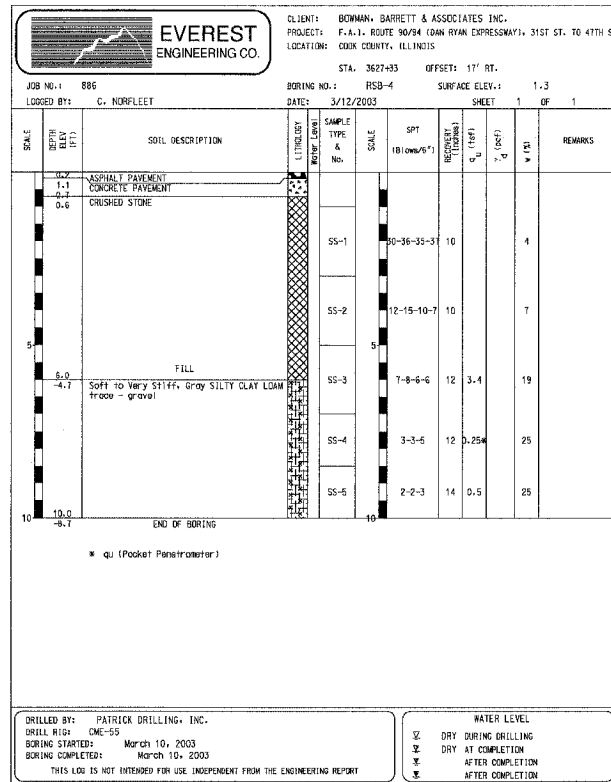 EVEREST
ENGINEERING CO.
CLIENT: BOWMAN, BARRETT & ASSOCIATES INC.
PROJECT: F.A.I. ROUTE 90/94 (DAN RYAN EXPRESSWAY), 31ST ST. TO 47TH S
LOCATION: COOK COUNTY, ILLINOIS
STA. 3627+33 OFFSET: 17' RT.
JOB NO.: 886 BORING NO.: RSB-4 SURFACE ELEV.: 1.3
LOGGED BY: C. NORFLEET DATE: 3/12/2003 SHEET 1 OF 1
SCALE DEPTH ELEV (FT) SOIL DESCRIPTION LITHOLOGY Water Level SAMPLE TYPE & No. SCALE SPT (Blows/6") RECOVERY (Inches) qu (tsf) γd (pcf) w (%) REMARKS
0.2 ASPHALT PAVEMENT
1.1
CONCRETE PAVEMENT
0.7
0.6 CRUSHED STONE
SS-1 30-36-35-31 10 4
SS-2 12-15-10-7 10 7
5 5
FILL
6.0
-4.7 Soft to Very Stiff, Gray SILTY CLAY LOAM
trace - gravel
SS-3 7-8-6-6 12 3.4 19
SS-4 3-3-5 12 0.25* 25
SS-5 2-2-3 14 0.5 25
10 10.0 10
-8.7 END OF BORING
* qu (Pocket Penetrometer)
DRILLED BY: PATRICK DRILLING, INC.
DRILL RIG: CME-55
BORING STARTED: March 10, 2003
BORING COMPLETED: March 10, 2003
THIS LOG IS NOT INTENDED FOR USE INDEPENDENT FROM THE ENGINEERING REPORT
WATER LEVEL
DRY DURING DRILLING
DRY AT COMPLETION
AFTER COMPLETION
AFTER COMPLETION